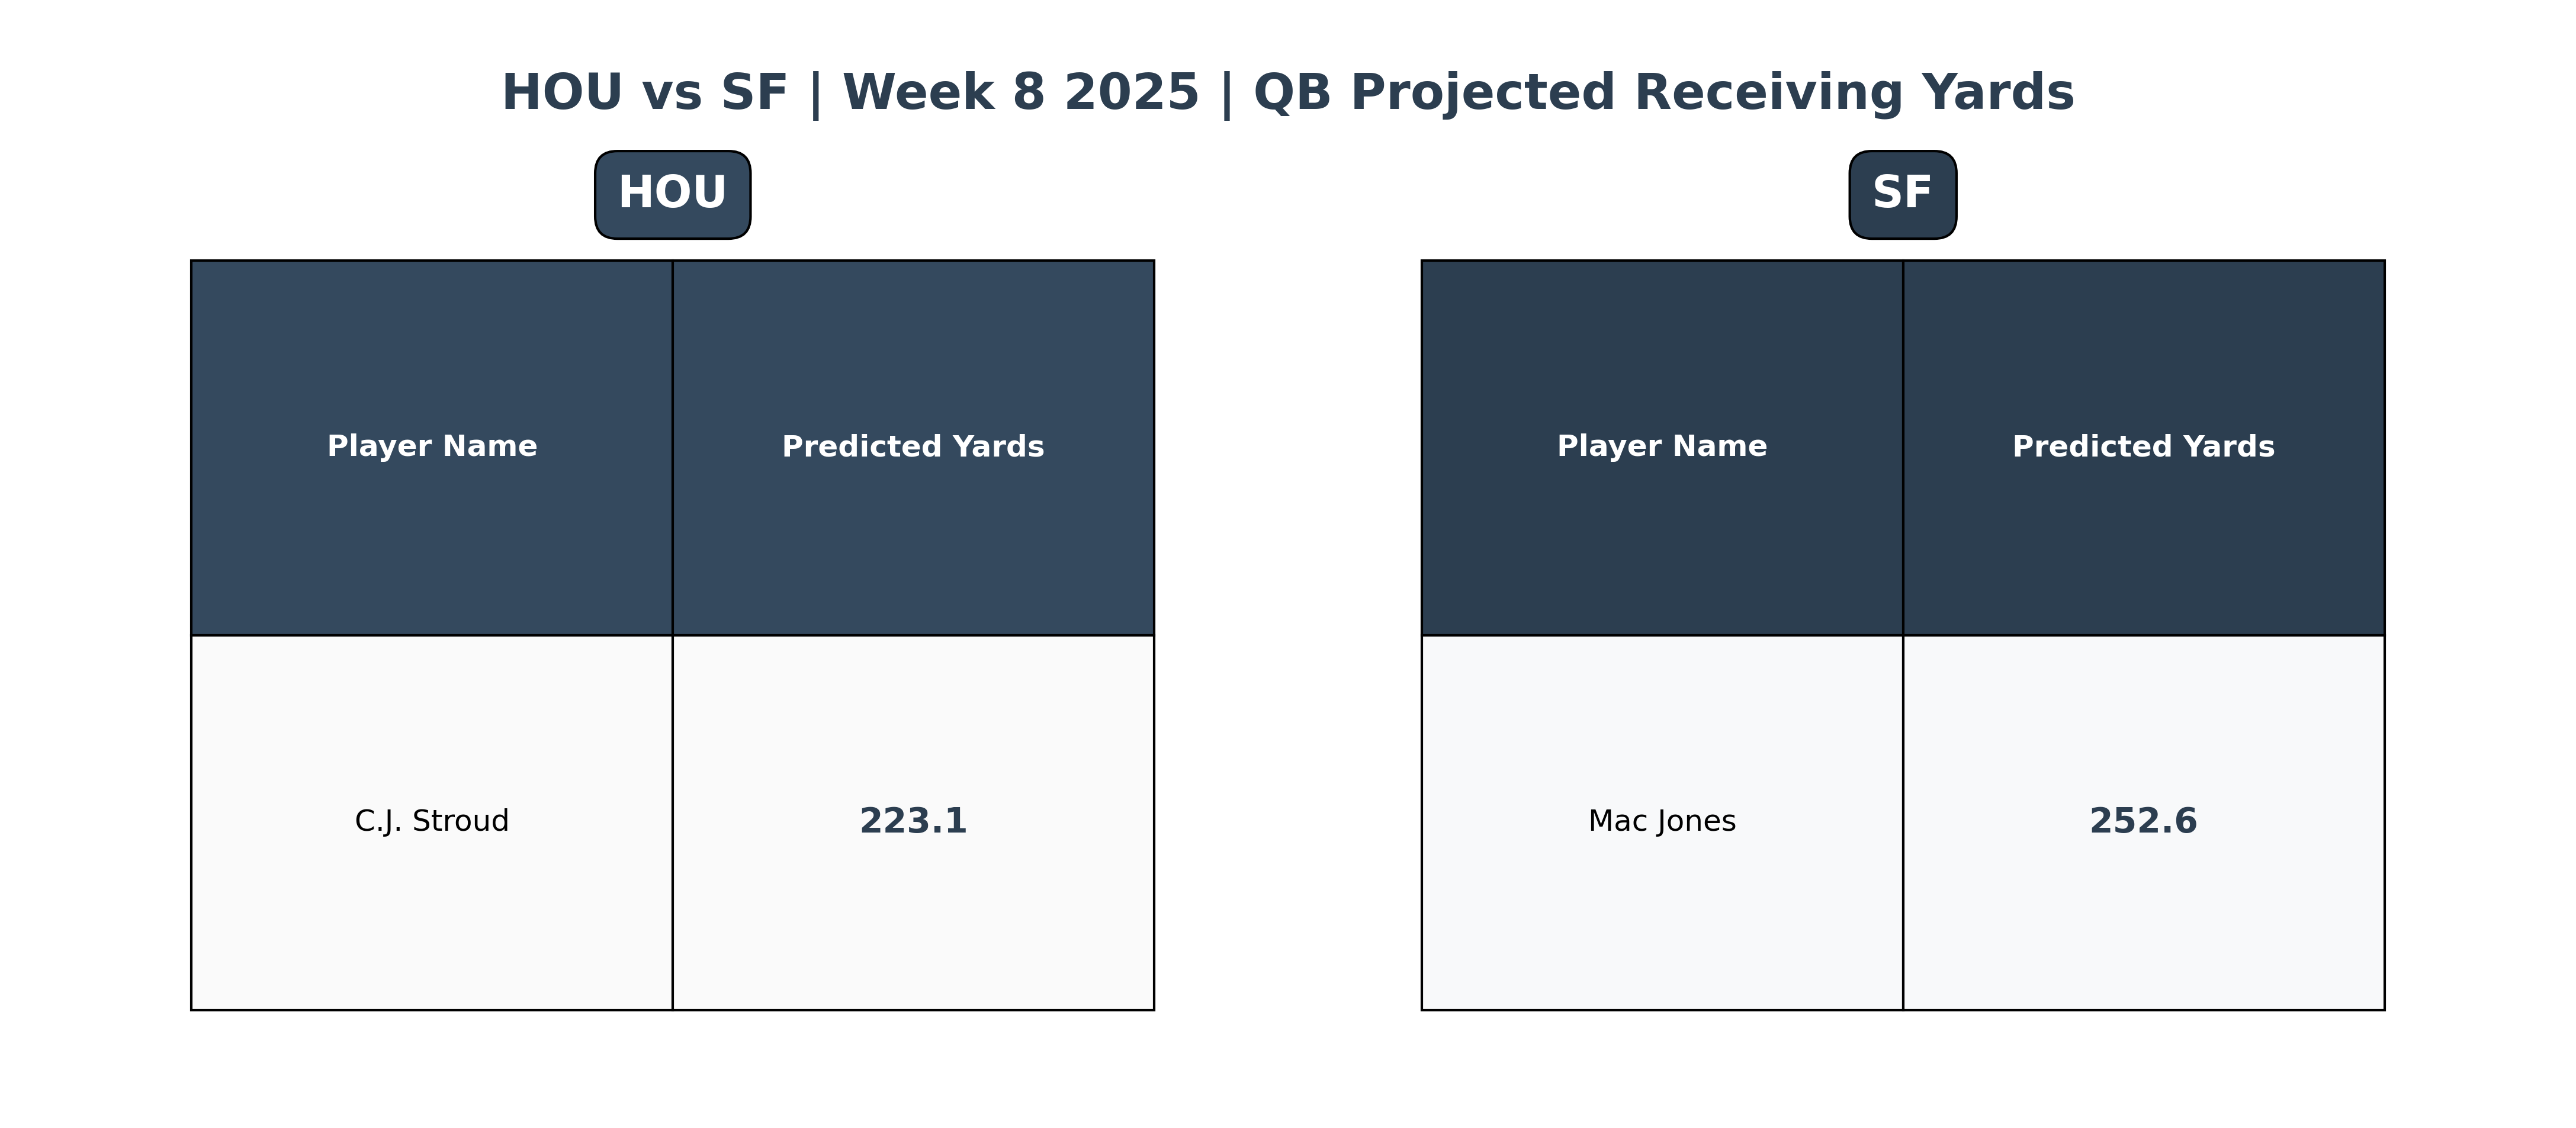 HOU vs SF | Week 8 2025 | QB Projected Receiving Yards
HOU
Player Name Predicted Yards
C.J. Stroud 223.1
SF
Player Name Predicted Yards
Mac Jones 252.6